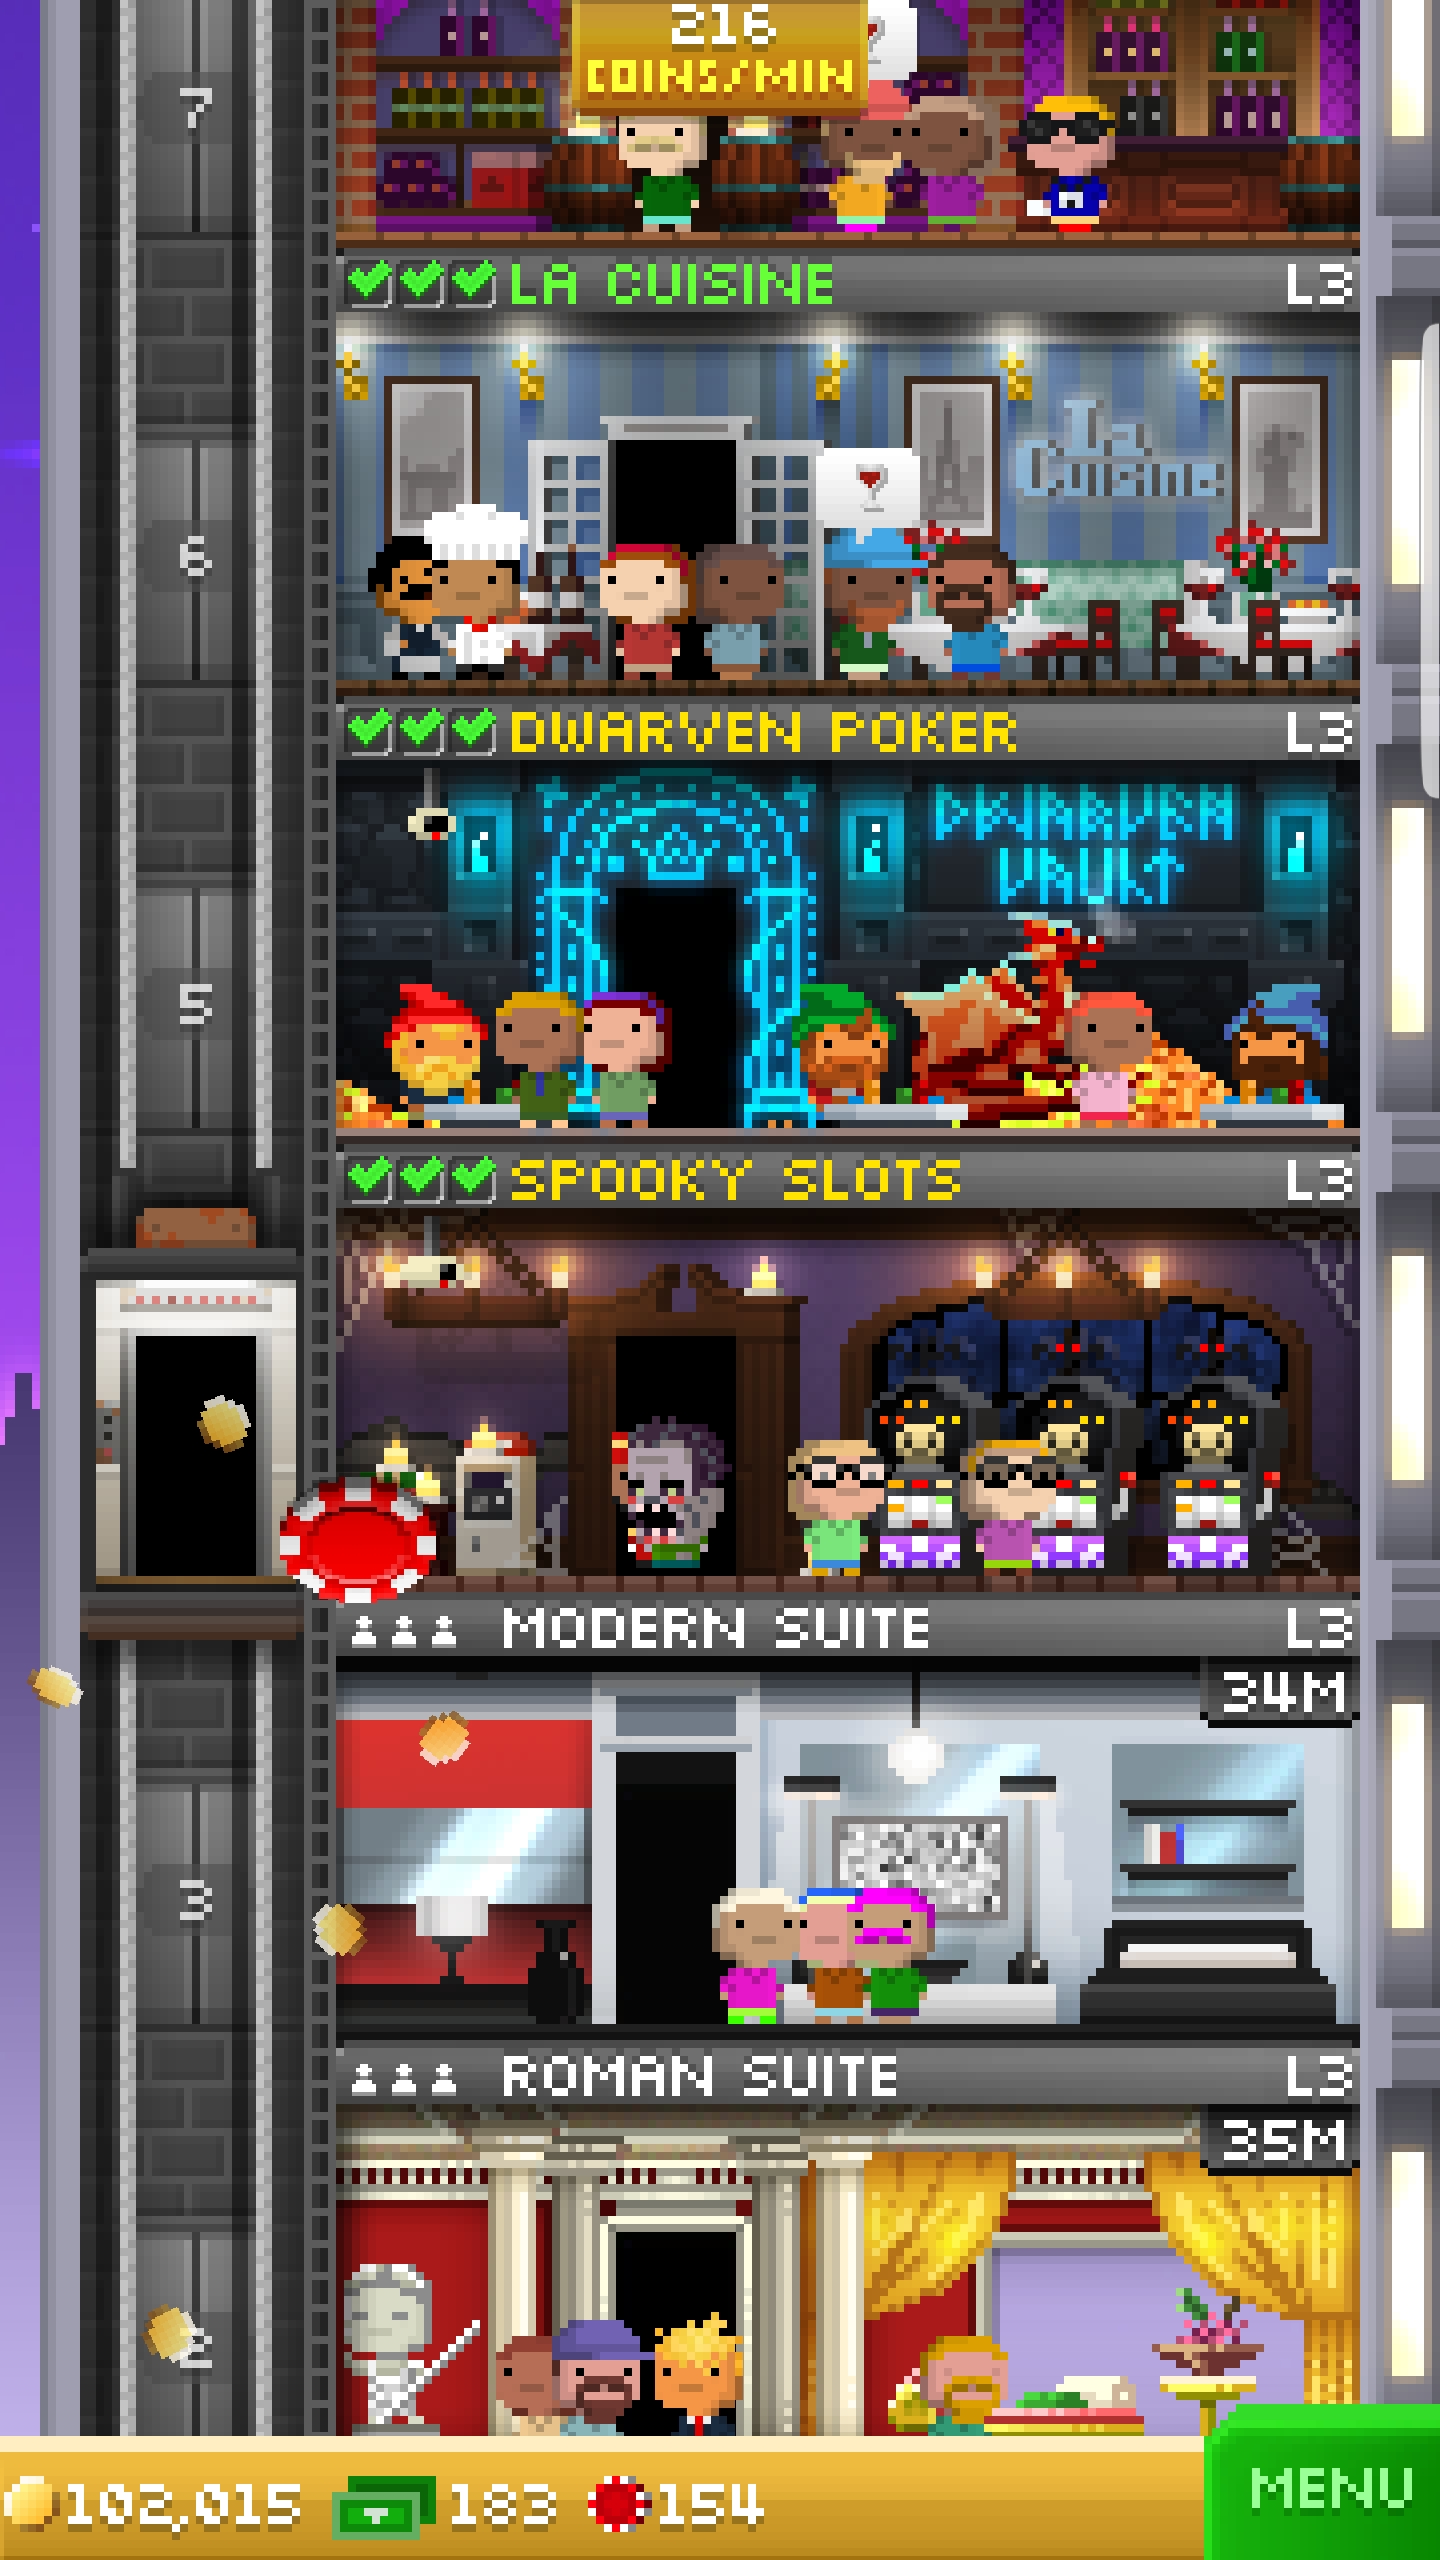 216
COINS/MIN
7
LA CUISINE L3
La
Cuisine
6
DWARVEN POKER L3
DWARVEN
VAULT
5
SPOOKY SLOTS L3
MODERN SUITE L3
34M
3
ROMAN SUITE L3
35M
2
102,015 183 154
MENU